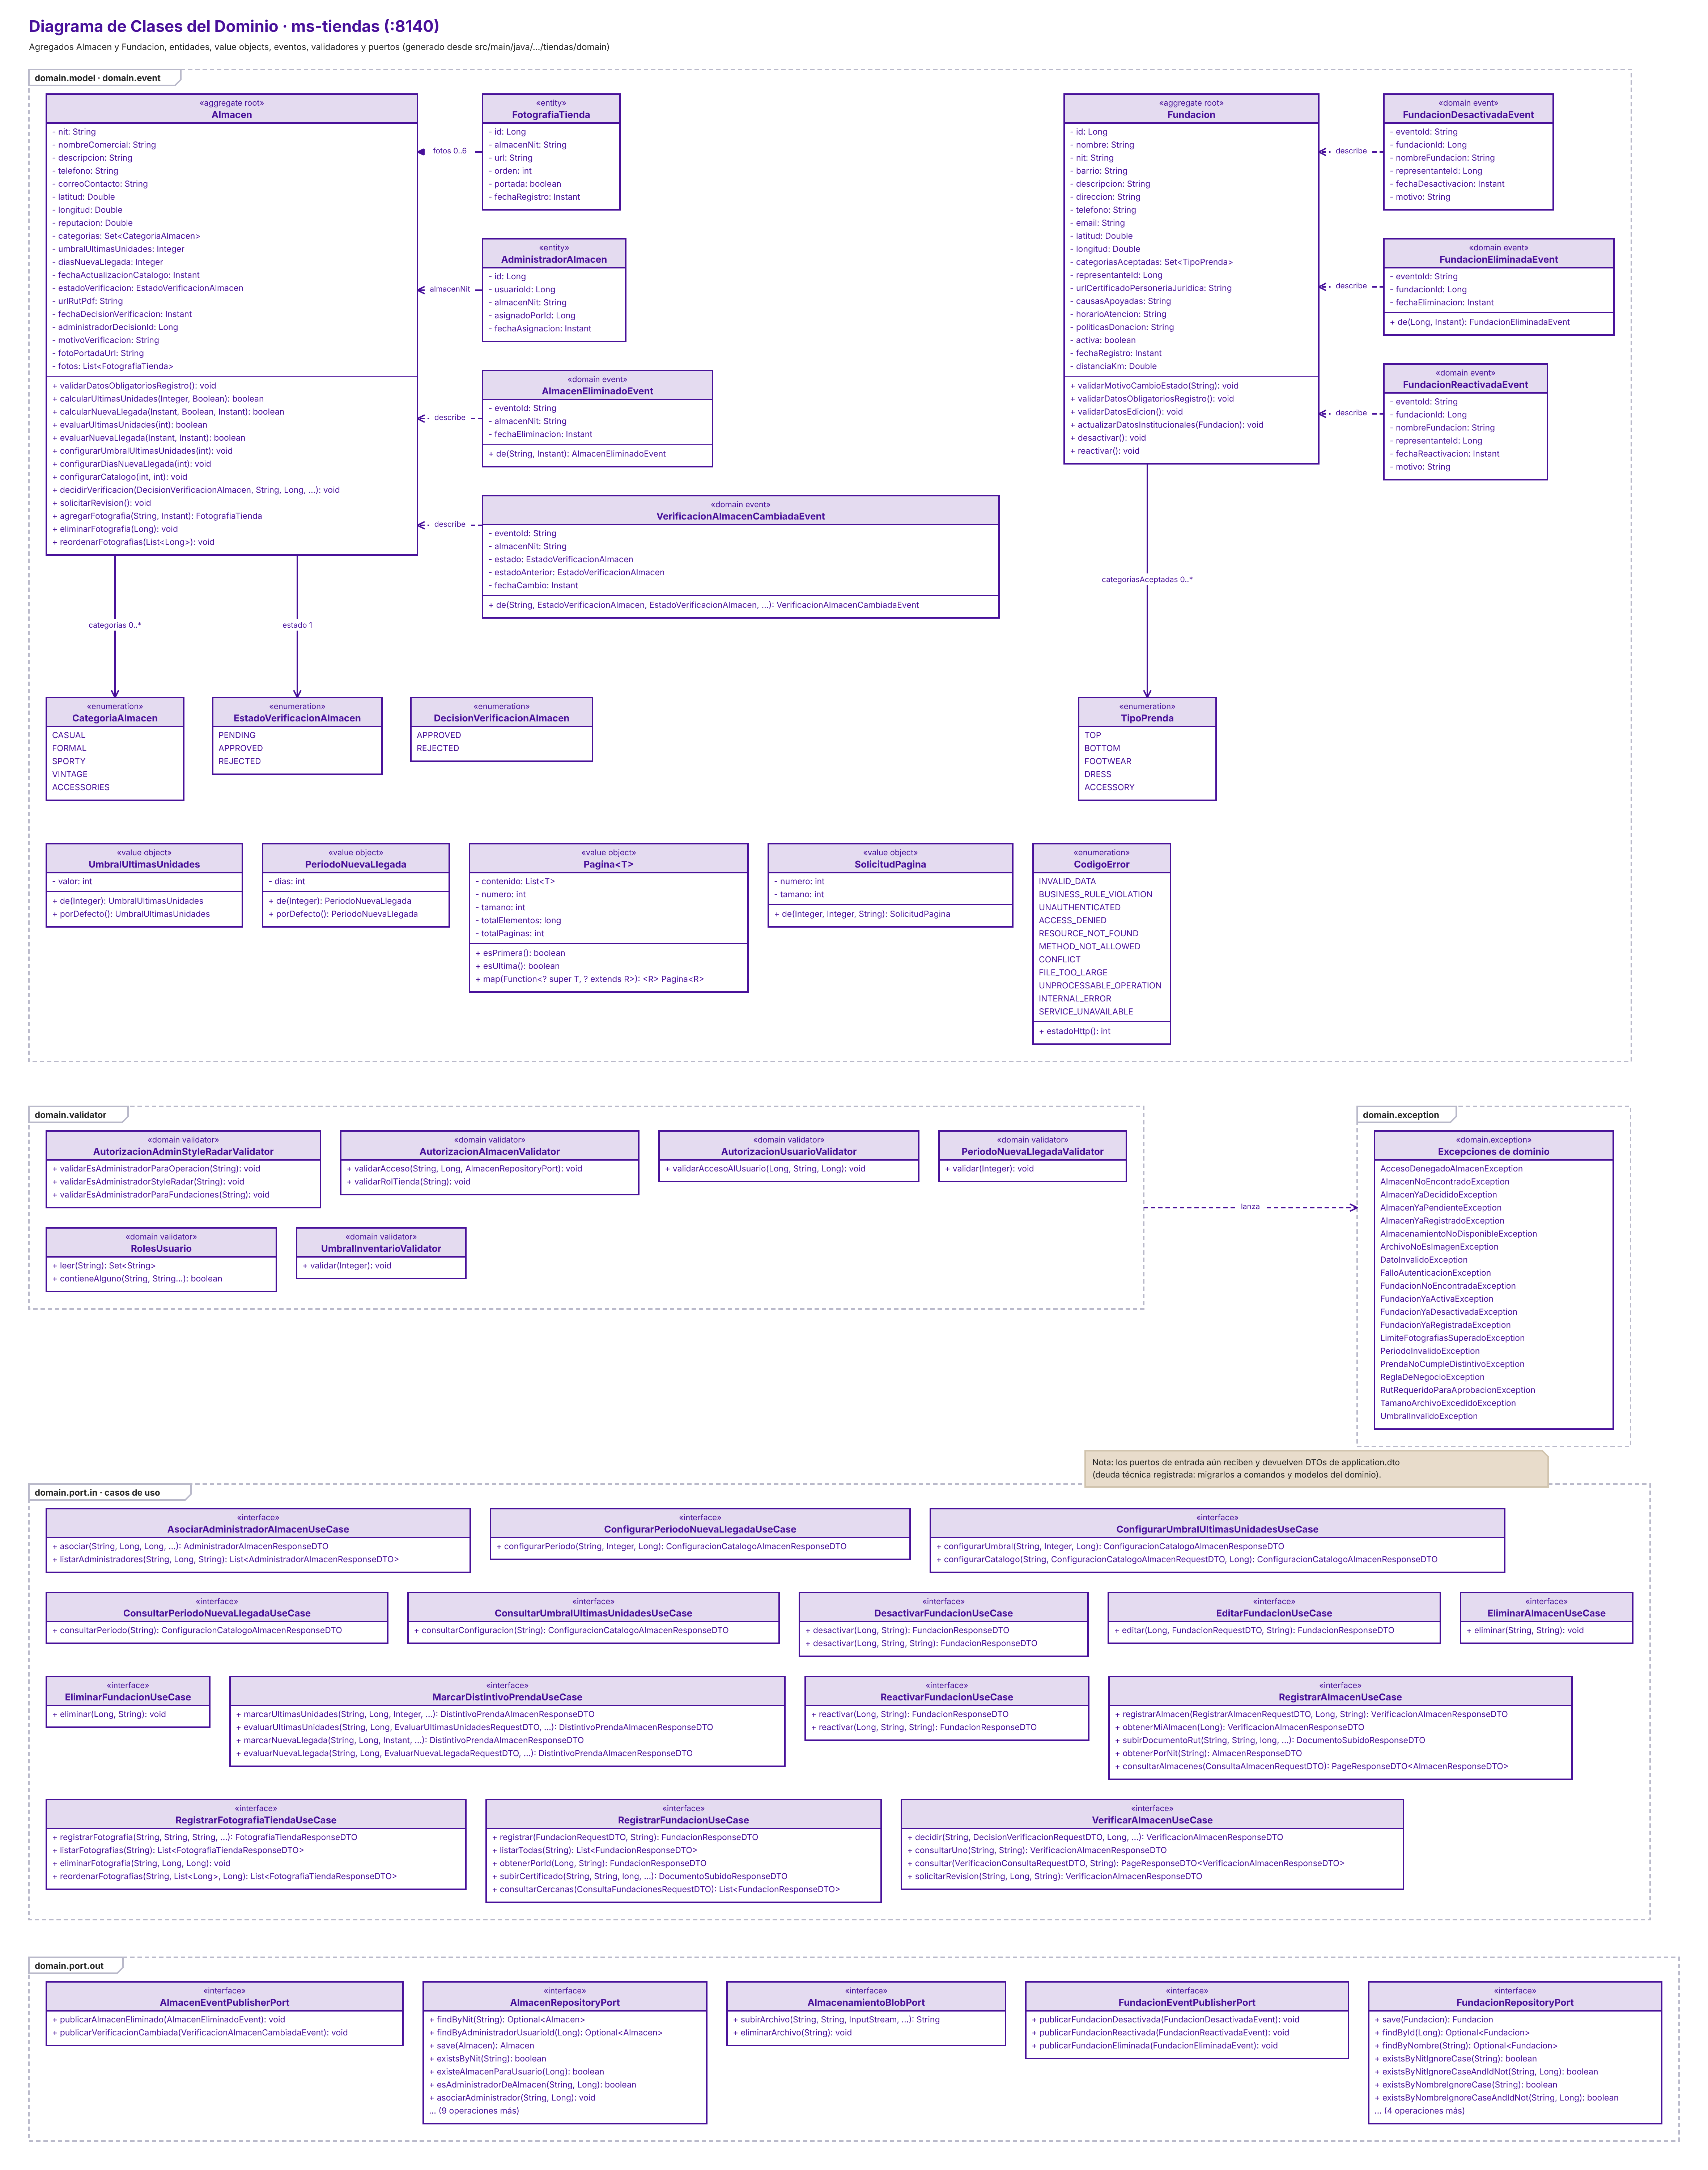 Diagrama de Clases del Dominio · ms-tiendas (:8140)
Agregados Almacen y Fundacion, entidades, value objects, eventos, validadores y puertos (generado desde src/main/java/.../tiendas/domain)
domain.model · domain.event
«aggregate root»
Almacen
- nit: String
- nombreComercial: String
- descripcion: String
- telefono: String
- correoContacto: String
- latitud: Double
- longitud: Double
- reputacion: Double
- categorias: Set<CategoriaAlmacen>
- umbralUltimasUnidades: Integer
- diasNuevaLlegada: Integer
- fechaActualizacionCatalogo: Instant
- estadoVerificacion: EstadoVerificacionAlmacen
- urlRutPdf: String
- fechaDecisionVerificacion: Instant
- administradorDecisionId: Long
- motivoVerificacion: String
- fotoPortadaUrl: String
- fotos: List<FotografiaTienda>
+ validarDatosObligatoriosRegistro(): void
+ calcularUltimasUnidades(Integer, Boolean): boolean
+ calcularNuevaLlegada(Instant, Boolean, Instant): boolean
+ evaluarUltimasUnidades(int): boolean
+ evaluarNuevaLlegada(Instant, Instant): boolean
+ configurarUmbralUltimasUnidades(int): void
+ configurarDiasNuevaLlegada(int): void
+ configurarCatalogo(int, int): void
+ decidirVerificacion(DecisionVerificacionAlmacen, String, Long, ...): void
+ solicitarRevision(): void
+ agregarFotografia(String, Instant): FotografiaTienda
+ eliminarFotografia(Long): void
+ reordenarFotografias(List<Long>): void
fotos 0..6
almacenNit
describe
describe
«entity»
FotografiaTienda
- id: Long
- almacenNit: String
- url: String
- orden: int
- portada: boolean
- fechaRegistro: Instant
«entity»
AdministradorAlmacen
- id: Long
- usuarioId: Long
- almacenNit: String
- asignadoPorId: Long
- fechaAsignacion: Instant
«domain event»
AlmacenEliminadoEvent
- eventoId: String
- almacenNit: String
- fechaEliminacion: Instant
+ de(String, Instant): AlmacenEliminadoEvent
«domain event»
VerificacionAlmacenCambiadaEvent
- eventoId: String
- almacenNit: String
- estado: EstadoVerificacionAlmacen
- estadoAnterior: EstadoVerificacionAlmacen
- fechaCambio: Instant
+ de(String, EstadoVerificacionAlmacen, EstadoVerificacionAlmacen, ...): VerificacionAlmacenCambiadaEvent
«aggregate root»
Fundacion
- id: Long
- nombre: String
- nit: String
- barrio: String
- descripcion: String
- direccion: String
- telefono: String
- email: String
- latitud: Double
- longitud: Double
- categoriasAceptadas: Set<TipoPrenda>
- representanteId: Long
- urlCertificadoPersoneriaJuridica: String
- causasApoyadas: String
- horarioAtencion: String
- politicasDonacion: String
- activa: boolean
- fechaRegistro: Instant
- distanciaKm: Double
+ validarMotivoCambioEstado(String): void
+ validarDatosObligatoriosRegistro(): void
+ validarDatosEdicion(): void
+ actualizarDatosInstitucionales(Fundacion): void
+ desactivar(): void
+ reactivar(): void
describe
describe
describe
«domain event»
FundacionDesactivadaEvent
- eventoId: String
- fundacionId: Long
- nombreFundacion: String
- representanteId: Long
- fechaDesactivacion: Instant
- motivo: String
«domain event»
FundacionEliminadaEvent
- eventoId: String
- fundacionId: Long
- fechaEliminacion: Instant
+ de(Long, Instant): FundacionEliminadaEvent
«domain event»
FundacionReactivadaEvent
- eventoId: String
- fundacionId: Long
- nombreFundacion: String
- representanteId: Long
- fechaReactivacion: Instant
- motivo: String
categorias 0..*
estado 1
categoriasAceptadas 0..*
«enumeration»
CategoriaAlmacen
CASUAL
FORMAL
SPORTY
VINTAGE
ACCESSORIES
«enumeration»
EstadoVerificacionAlmacen
PENDING
APPROVED
REJECTED
«enumeration»
DecisionVerificacionAlmacen
APPROVED
REJECTED
«enumeration»
TipoPrenda
TOP
BOTTOM
FOOTWEAR
DRESS
ACCESSORY
«value object»
UmbralUltimasUnidades
- valor: int
+ de(Integer): UmbralUltimasUnidades
+ porDefecto(): UmbralUltimasUnidades
«value object»
PeriodoNuevaLlegada
- dias: int
+ de(Integer): PeriodoNuevaLlegada
+ porDefecto(): PeriodoNuevaLlegada
«value object»
Pagina<T>
- contenido: List<T>
- numero: int
- tamano: int
- totalElementos: long
- totalPaginas: int
+ esPrimera(): boolean
+ esUltima(): boolean
+ map(Function<? super T, ? extends R>): <R> Pagina<R>
«value object»
SolicitudPagina
- numero: int
- tamano: int
+ de(Integer, Integer, String): SolicitudPagina
«enumeration»
CodigoError
INVALID_DATA
BUSINESS_RULE_VIOLATION
UNAUTHENTICATED
ACCESS_DENIED
RESOURCE_NOT_FOUND
METHOD_NOT_ALLOWED
CONFLICT
FILE_TOO_LARGE
UNPROCESSABLE_OPERATION
INTERNAL_ERROR
SERVICE_UNAVAILABLE
+ estadoHttp(): int
domain.validator
«domain validator»
AutorizacionAdminStyleRadarValidator
+ validarEsAdministradorParaOperacion(String): void
+ validarEsAdministradorStyleRadar(String): void
+ validarEsAdministradorParaFundaciones(String): void
«domain validator»
AutorizacionAlmacenValidator
+ validarAcceso(String, Long, AlmacenRepositoryPort): void
+ validarRolTienda(String): void
«domain validator»
AutorizacionUsuarioValidator
+ validarAccesoAlUsuario(Long, String, Long): void
«domain validator»
PeriodoNuevaLlegadaValidator
+ validar(Integer): void
«domain validator»
RolesUsuario
+ leer(String): Set<String>
+ contieneAlguno(String, String...): boolean
«domain validator»
UmbralInventarioValidator
+ validar(Integer): void
lanza
domain.exception
«domain.exception»
Excepciones de dominio
AccesoDenegadoAlmacenException
AlmacenNoEncontradoException
AlmacenYaDecididoException
AlmacenYaPendienteException
AlmacenYaRegistradoException
AlmacenamientoNoDisponibleException
ArchivoNoEsImagenException
DatoInvalidoException
FalloAutenticacionException
FundacionNoEncontradaException
FundacionYaActivaException
FundacionYaDesactivadaException
FundacionYaRegistradaException
LimiteFotografiasSuperadoException
PeriodoInvalidoException
PrendaNoCumpleDistintivoException
ReglaDeNegocioException
RutRequeridoParaAprobacionException
TamanoArchivoExcedidoException
UmbralInvalidoException
Nota: los puertos de entrada aún reciben y devuelven DTOs de application.dto
(deuda técnica registrada: migrarlos a comandos y modelos del dominio).
domain.port.in · casos de uso
«interface»
AsociarAdministradorAlmacenUseCase
+ asociar(String, Long, Long, ...): AdministradorAlmacenResponseDTO
+ listarAdministradores(String, Long, String): List<AdministradorAlmacenResponseDTO>
«interface»
ConfigurarPeriodoNuevaLlegadaUseCase
+ configurarPeriodo(String, Integer, Long): ConfiguracionCatalogoAlmacenResponseDTO
«interface»
ConfigurarUmbralUltimasUnidadesUseCase
+ configurarUmbral(String, Integer, Long): ConfiguracionCatalogoAlmacenResponseDTO
+ configurarCatalogo(String, ConfiguracionCatalogoAlmacenRequestDTO, Long): ConfiguracionCatalogoAlmacenResponseDTO
«interface»
ConsultarPeriodoNuevaLlegadaUseCase
+ consultarPeriodo(String): ConfiguracionCatalogoAlmacenResponseDTO
«interface»
ConsultarUmbralUltimasUnidadesUseCase
+ consultarConfiguracion(String): ConfiguracionCatalogoAlmacenResponseDTO
«interface»
DesactivarFundacionUseCase
+ desactivar(Long, String): FundacionResponseDTO
+ desactivar(Long, String, String): FundacionResponseDTO
«interface»
EditarFundacionUseCase
+ editar(Long, FundacionRequestDTO, String): FundacionResponseDTO
«interface»
EliminarAlmacenUseCase
+ eliminar(String, String): void
«interface»
EliminarFundacionUseCase
+ eliminar(Long, String): void
«interface»
MarcarDistintivoPrendaUseCase
+ marcarUltimasUnidades(String, Long, Integer, ...): DistintivoPrendaAlmacenResponseDTO
+ evaluarUltimasUnidades(String, Long, EvaluarUltimasUnidadesRequestDTO, ...): DistintivoPrendaAlmacenResponseDTO
+ marcarNuevaLlegada(String, Long, Instant, ...): DistintivoPrendaAlmacenResponseDTO
+ evaluarNuevaLlegada(String, Long, EvaluarNuevaLlegadaRequestDTO, ...): DistintivoPrendaAlmacenResponseDTO
«interface»
ReactivarFundacionUseCase
+ reactivar(Long, String): FundacionResponseDTO
+ reactivar(Long, String, String): FundacionResponseDTO
«interface»
RegistrarAlmacenUseCase
+ registrarAlmacen(RegistrarAlmacenRequestDTO, Long, String): VerificacionAlmacenResponseDTO
+ obtenerMiAlmacen(Long): VerificacionAlmacenResponseDTO
+ subirDocumentoRut(String, String, long, ...): DocumentoSubidoResponseDTO
+ obtenerPorNit(String): AlmacenResponseDTO
+ consultarAlmacenes(ConsultaAlmacenRequestDTO): PageResponseDTO<AlmacenResponseDTO>
«interface»
RegistrarFotografiaTiendaUseCase
+ registrarFotografia(String, String, String, ...): FotografiaTiendaResponseDTO
+ listarFotografias(String): List<FotografiaTiendaResponseDTO>
+ eliminarFotografia(String, Long, Long): void
+ reordenarFotografias(String, List<Long>, Long): List<FotografiaTiendaResponseDTO>
«interface»
RegistrarFundacionUseCase
+ registrar(FundacionRequestDTO, String): FundacionResponseDTO
+ listarTodas(String): List<FundacionResponseDTO>
+ obtenerPorId(Long, String): FundacionResponseDTO
+ subirCertificado(String, String, long, ...): DocumentoSubidoResponseDTO
+ consultarCercanas(ConsultaFundacionesRequestDTO): List<FundacionResponseDTO>
«interface»
VerificarAlmacenUseCase
+ decidir(String, DecisionVerificacionRequestDTO, Long, ...): VerificacionAlmacenResponseDTO
+ consultarUno(String, String): VerificacionAlmacenResponseDTO
+ consultar(VerificacionConsultaRequestDTO, String): PageResponseDTO<VerificacionAlmacenResponseDTO>
+ solicitarRevision(String, Long, String): VerificacionAlmacenResponseDTO
domain.port.out
«interface»
AlmacenEventPublisherPort
+ publicarAlmacenEliminado(AlmacenEliminadoEvent): void
+ publicarVerificacionCambiada(VerificacionAlmacenCambiadaEvent): void
«interface»
AlmacenRepositoryPort
+ findByNit(String): Optional<Almacen>
+ findByAdministradorUsuarioId(Long): Optional<Almacen>
+ save(Almacen): Almacen
+ existsByNit(String): boolean
+ existeAlmacenParaUsuario(Long): boolean
+ esAdministradorDeAlmacen(String, Long): boolean
+ asociarAdministrador(String, Long): void
... (9 operaciones más)
«interface»
AlmacenamientoBlobPort
+ subirArchivo(String, String, InputStream, ...): String
+ eliminarArchivo(String): void
«interface»
FundacionEventPublisherPort
+ publicarFundacionDesactivada(FundacionDesactivadaEvent): void
+ publicarFundacionReactivada(FundacionReactivadaEvent): void
+ publicarFundacionEliminada(FundacionEliminadaEvent): void
«interface»
FundacionRepositoryPort
+ save(Fundacion): Fundacion
+ findById(Long): Optional<Fundacion>
+ findByNombre(String): Optional<Fundacion>
+ existsByNitIgnoreCase(String): boolean
+ existsByNitIgnoreCaseAndIdNot(String, Long): boolean
+ existsByNombreIgnoreCase(String): boolean
+ existsByNombreIgnoreCaseAndIdNot(String, Long): boolean
... (4 operaciones más)